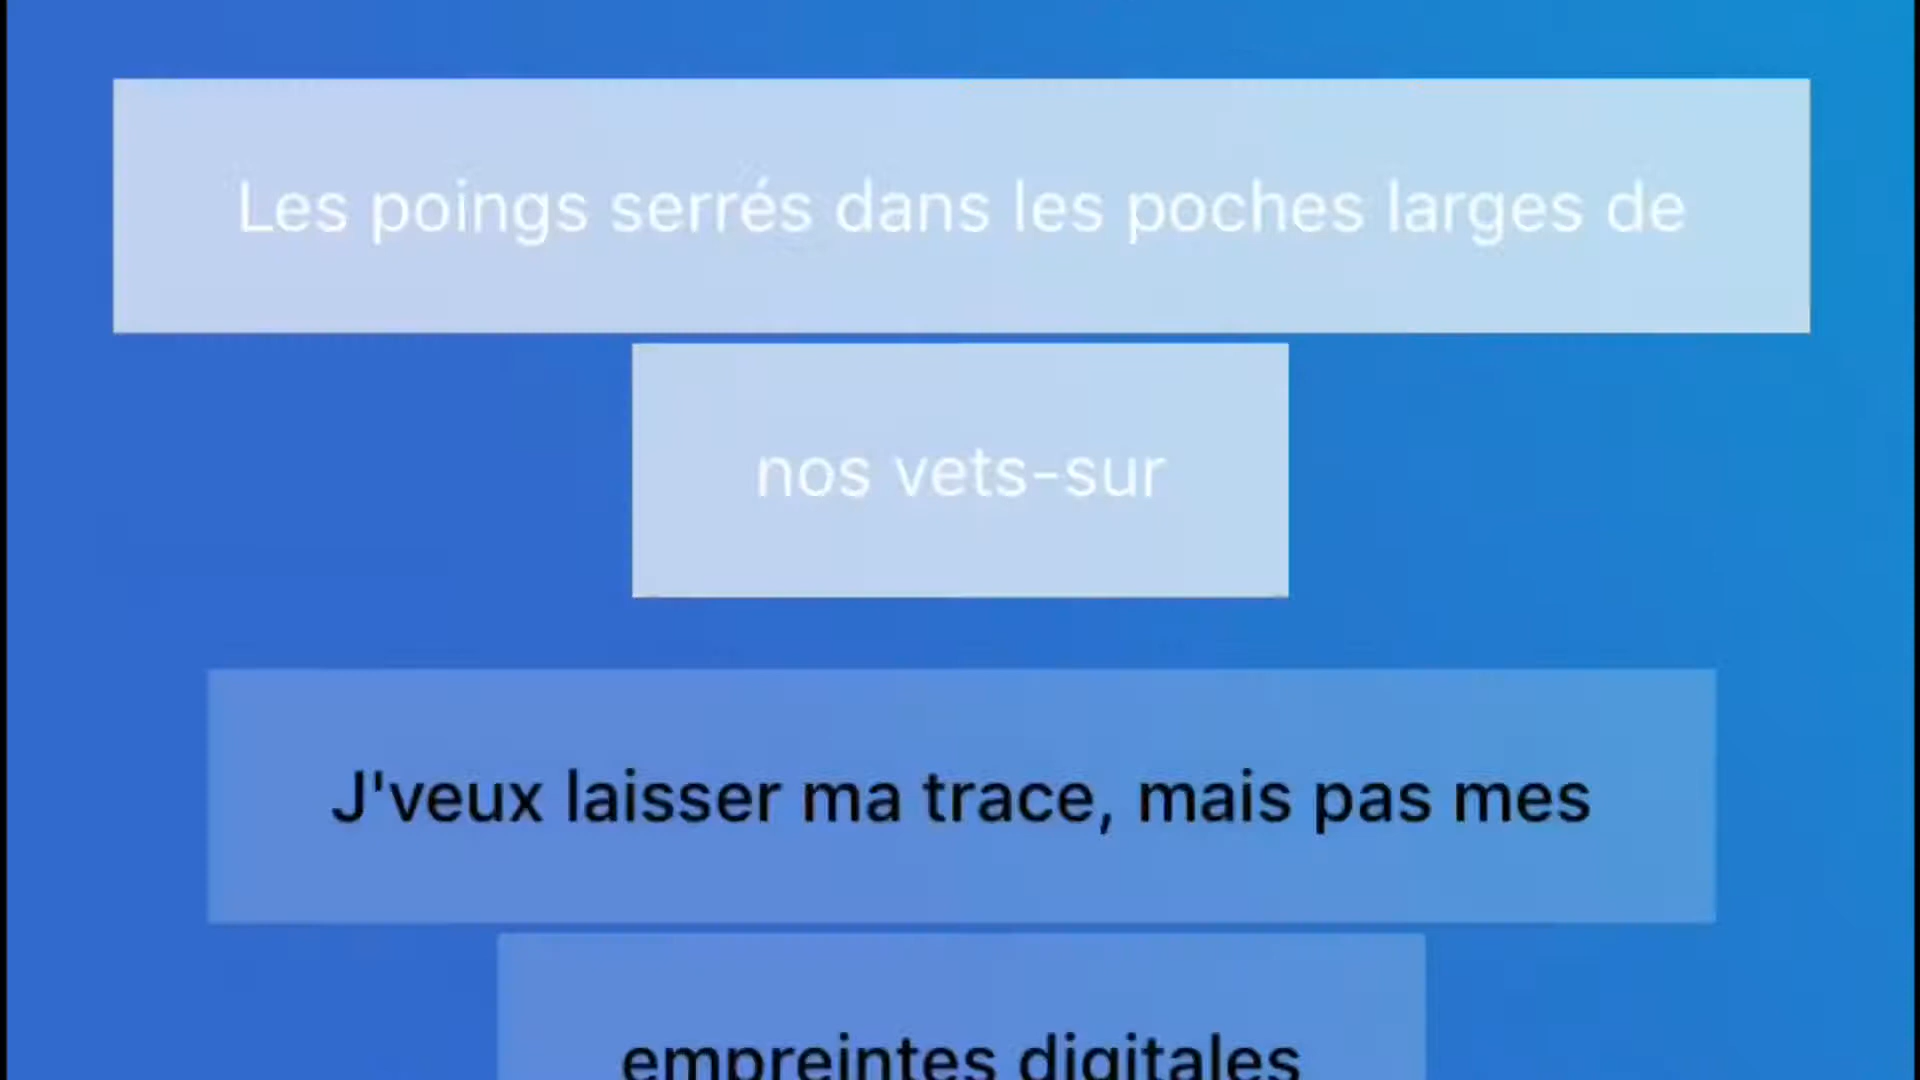 Les poings serrés dans les poches larges de
nos vets-sur
J'veux laisser ma trace, mais pas mes
empreintes digitales